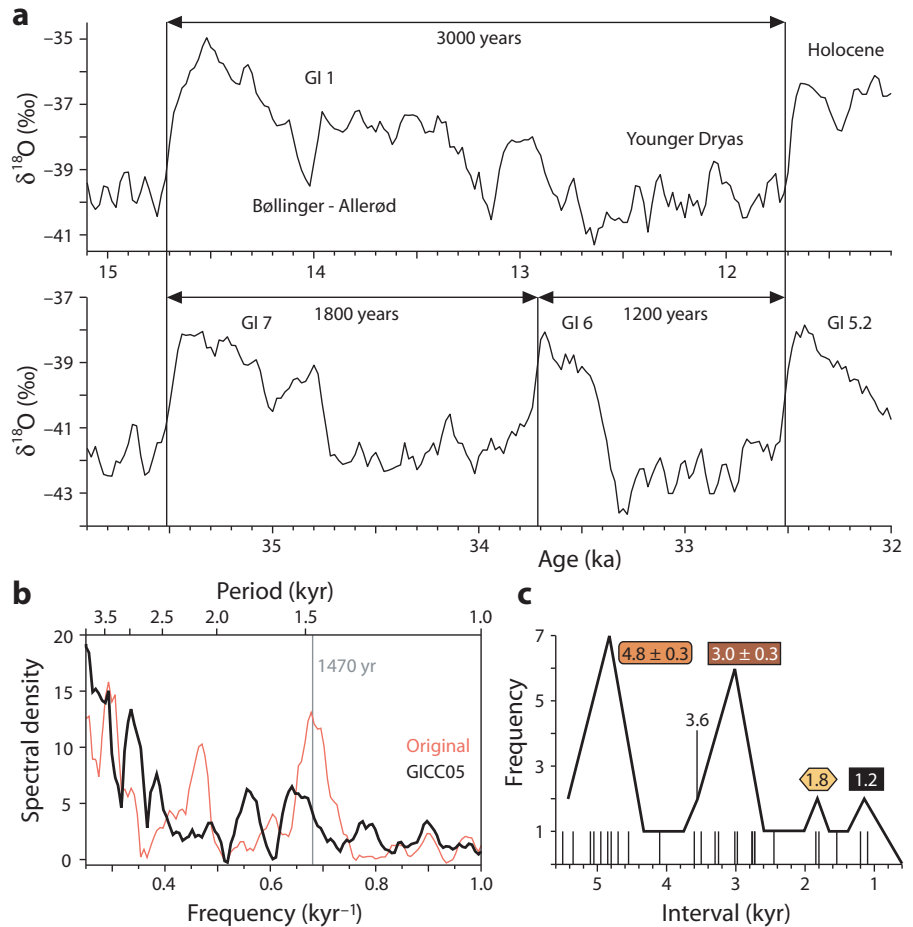 a
3000 years
−35
−37
−39
−41
δ18O (‰)
GI 1
Holocene
Bøllinger - Allerød
Younger Dryas
15
14
13
12
−37
−39
−41
−43
δ18O (‰)
1800 years
1200 years
GI 7
GI 6
GI 5.2
35
34
33
32
Age (ka)
b
Period (kyr)
3.5
2.5
2.0
1.5
1.0
20
15
10
5
0
Spectral density
1470 yr
Original
GICC05
0.4
0.6
0.8
1.0
Frequency (kyr−1)
c
7
5
3
1
Frequency
4.8 ± 0.3
3.0 ± 0.3
3.6
1.8
1.2
5
4
3
2
1
Interval (kyr)